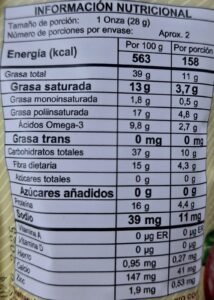 INFORMACIÓN NUTRICIONAL
Tamaño de porción: 1 Onza (28 g)
Número de porciones por envase: Aprox. 2
Energía (kcal) Por 100 g Por porción
563 158
Grasa total 39 g 11 g
Grasa saturada 13 g 3,7 g
Grasa monoinsaturada 1,8 g 0,5 g
Grasa poliinsaturada 17 g 4,8 g
Ácidos Omega-3 9,8 g 2,7 g
Grasa trans 0 mg 0 mg
Carbohidratos totales 37 g 10 g
Fibra dietaria 15 g 4,3 g
Azúcares totales 0 g 0 g
Azúcares añadidos 0 g 0 g
Proteína 16 g 4,4 g
Sodio 39 mg 11 mg
Vitamina A 0 µg ER 0 µg ER
Vitamina D 0 µg 0 µg
Hierro 0,95 mg 0,27 mg
Calcio 147 mg 41 mg
Zinc 1,9 mg 0,53 mg